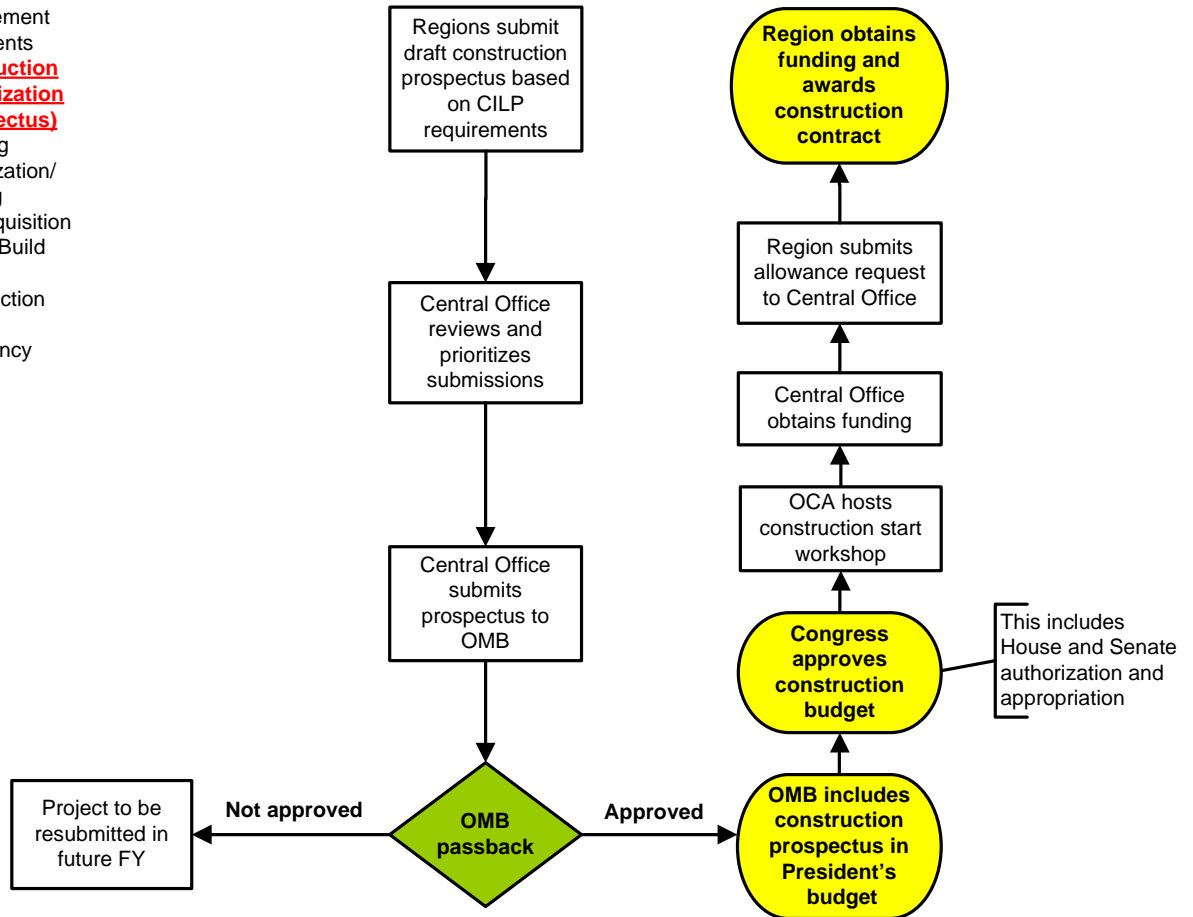 ement
ents
uction
ization
ectus)
g
zation/
g
quisition
Build
ction
ncy
Regions submit
draft construction
prospectus based
on CILP
requirements
Central Office
reviews and
prioritizes
submissions
Central Office
submits
prospectus to
OMB
OMB
passback
Not approved
Project to be
resubmitted in
future FY
Approved
OMB includes
construction
prospectus in
President’s
budget
Congress
approves
construction
budget
This includes
House and Senate
authorization and
appropriation
OCA hosts
construction start
workshop
Central Office
obtains funding
Region submits
allowance request
to Central Office
Region obtains
funding and
awards
construction
contract